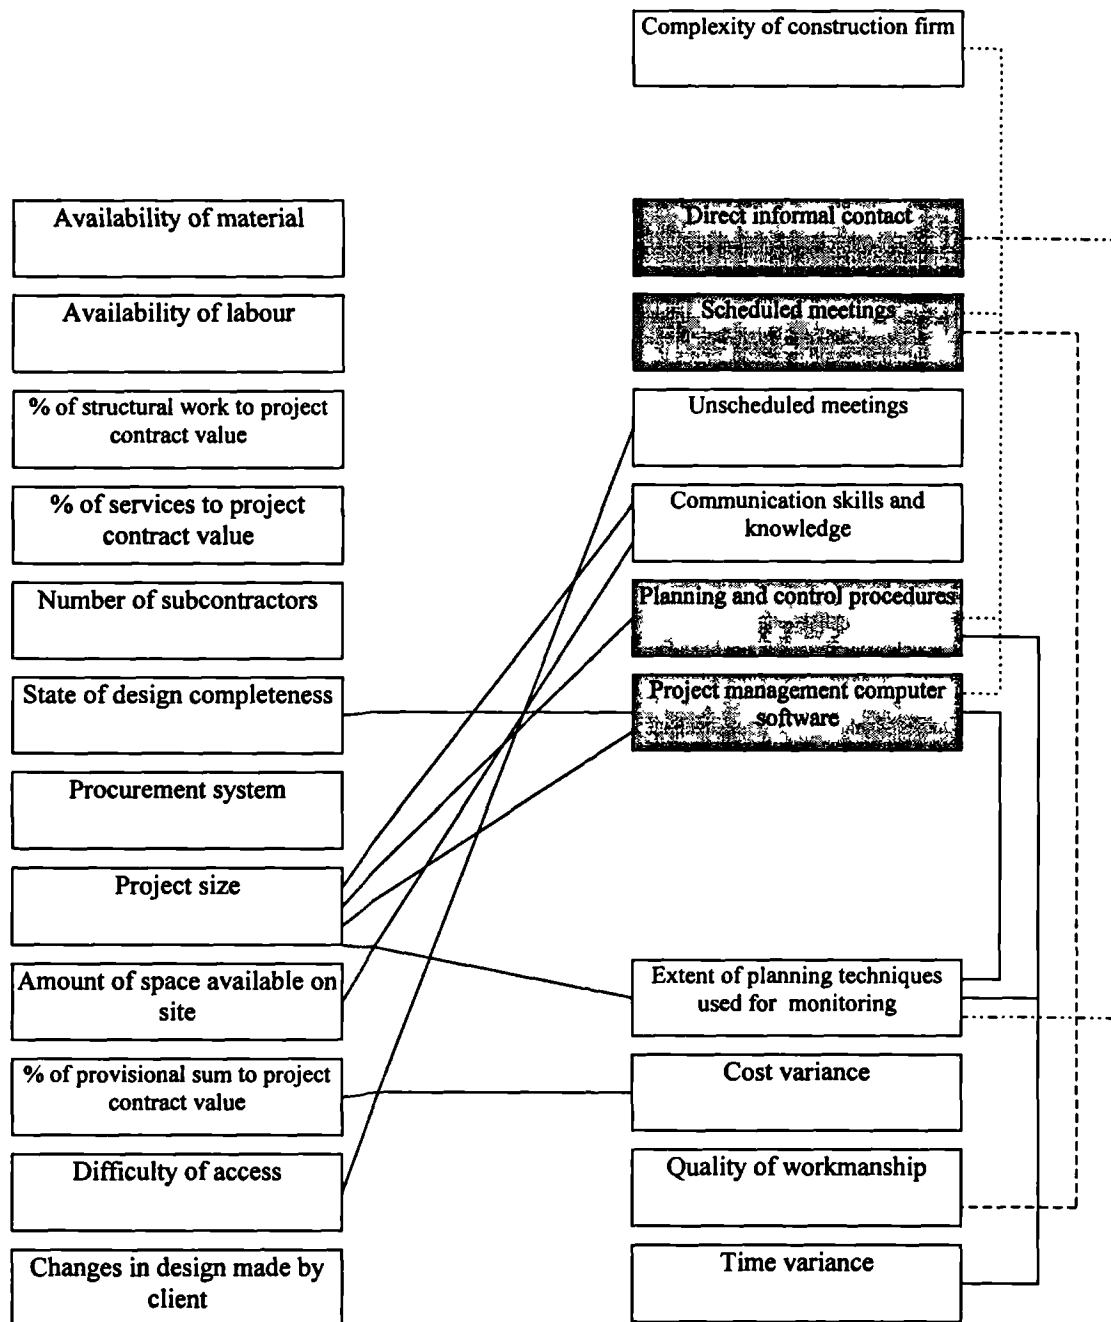 Complexity of construction firm
Availability of material
Availability of labour
% of structural work to project
contract value
% of services to project
contract value
Number of subcontractors
State of design completeness
Procurement system
Project size
Amount of space available on
site
% of provisional sum to project
contract value
Difficulty of access
Changes in design made by
client
Direct informal contact
Scheduled meetings
Unscheduled meetings
Communication skills and
knowledge
Planning and control procedures
Project management computer
software
Extent of planning techniques
used for monitoring
Cost variance
Quality of workmanship
Time variance